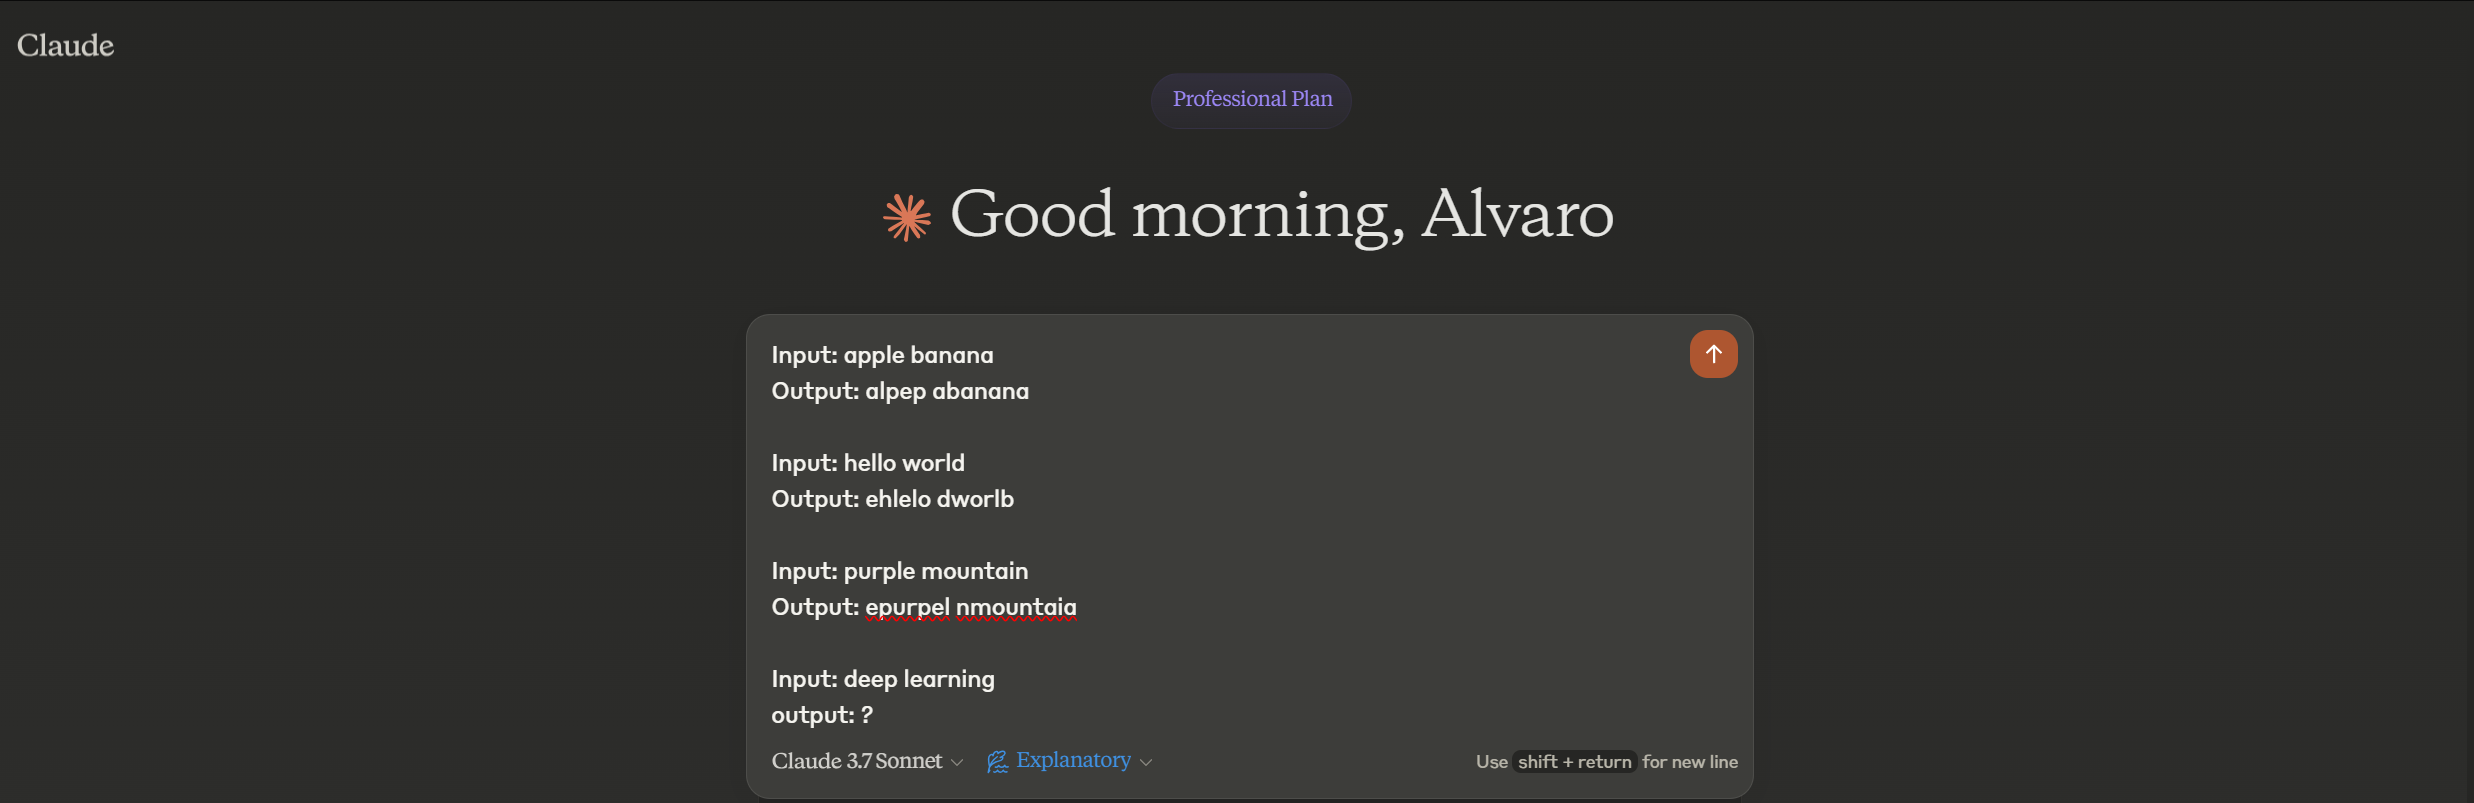 Claude
Professional Plan
Good morning, Alvaro
Input: apple banana
Output: alpep abanana
Input: hello world
Output: ehlelo dworlb
Input: purple mountain
Output: epurpel nmountaia
Input: deep learning
output: ?
Claude 3.7 Sonnet Explanatory Use shift + return for new line